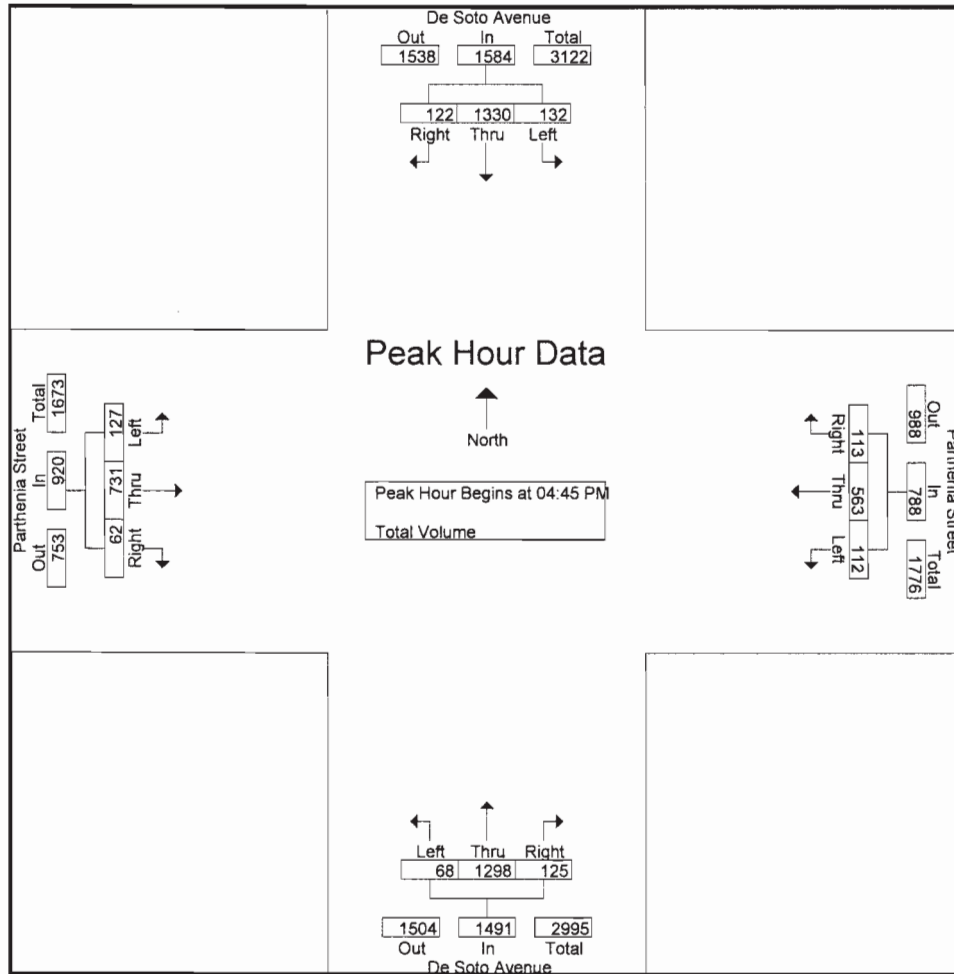 De Soto Avenue
Out In Total
1538 1584 3122
122 1330 132
Right Thru Left
Peak Hour Data
North
Peak Hour Begins at 04:45 PM
Total Volume
Parthenia Street
Out In Total
753 920 1673
62 731 127
Right Thru Left
Parthenia Street
Out In Total
988 788 1776
113 563 112
Right Thru Left
Left Thru Right
68 1298 125
1504 1491 2995
Out In Total
De Soto Avenue